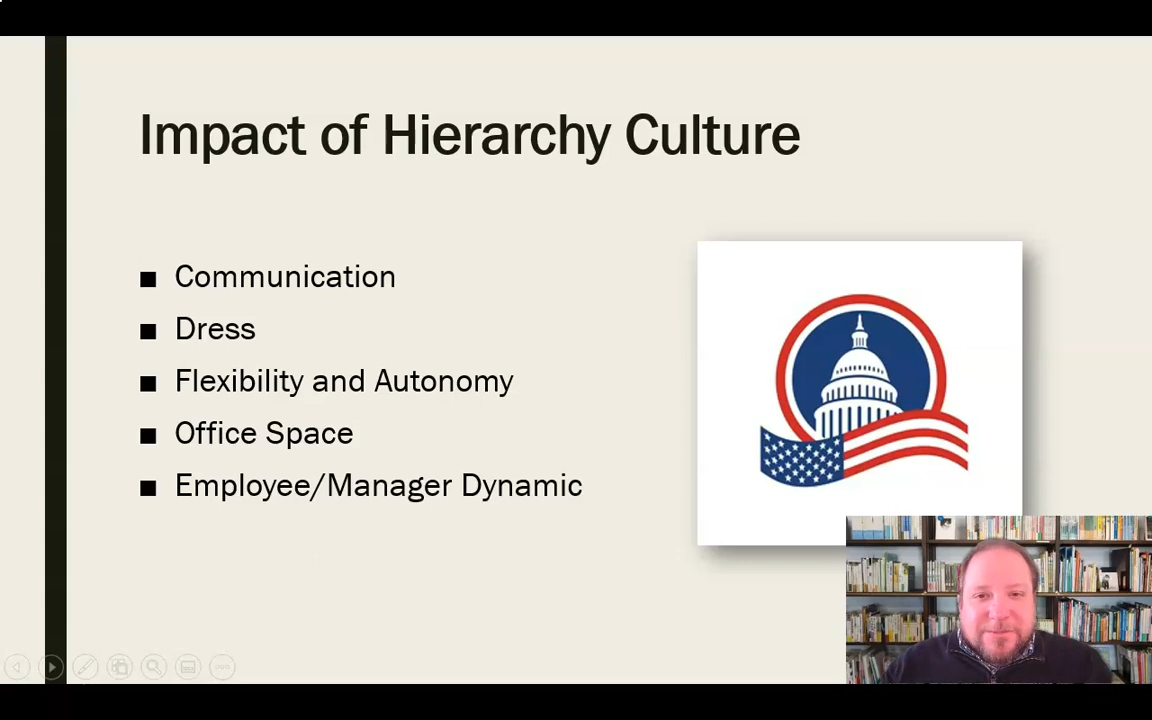 Impact of Hierarchy Culture
Communication
Dress
Flexibility and Autonomy
Office Space
Employee/Manager Dynamic